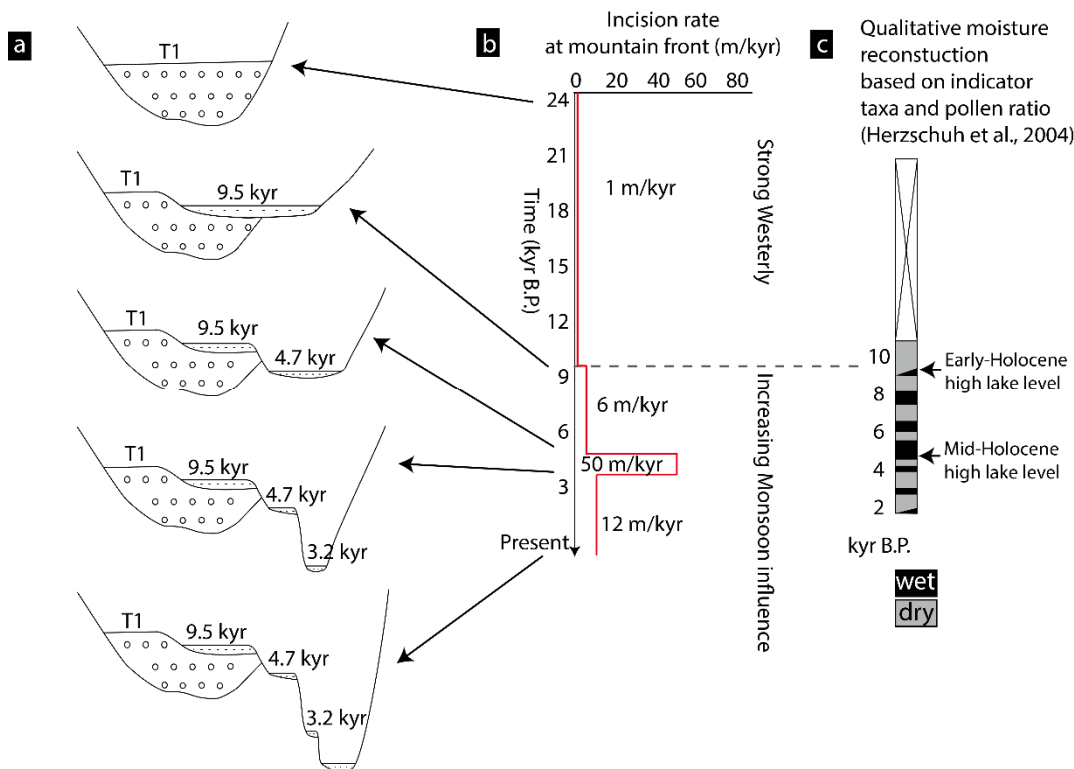 a
T1
T1
9.5 kyr
T1
9.5 kyr
4.7 kyr
T1
9.5 kyr
4.7 kyr
3.2 kyr
T1
9.5 kyr
4.7 kyr
3.2 kyr
b
Incision rate
at mountain front (m/kyr)
0 20 40 60 80
24
21
18
15
12
9
6
3
Present
Time (kyr B.P.)
1 m/kyr
6 m/kyr
50 m/kyr
12 m/kyr
Strong Westerly
Increasing Monsoon influence
c
Qualitative moisture
reconstuction
based on indicator
taxa and pollen ratio
(Herzschuh et al., 2004)
10
8
6
4
2
kyr B.P.
Early-Holocene
high lake level
Mid-Holocene
high lake level
wet
dry